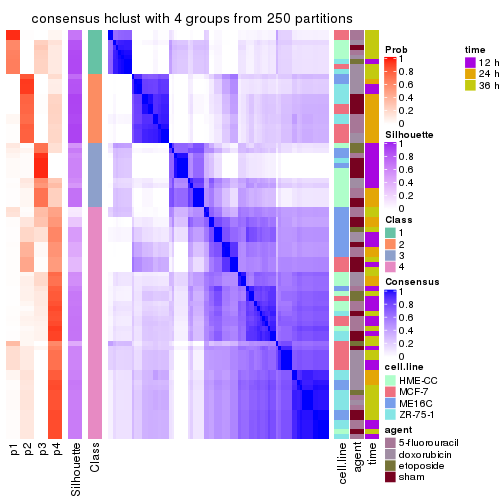 consensus hclust with 4 groups from 250 partitions
p1
p2
p3
p4
Silhouette
Class
cell.line
agent
time
Prob
1
0.8
0.6
0.4
0.2
0
Silhouette
1
0.8
0.6
0.4
0.2
0
Class
1
2
3
4
Consensus
1
0.8
0.6
0.4
0.2
0
cell.line
HME-CC
MCF-7
ME16C
ZR-75-1
agent
5-fluorouracil
doxorubicin
etoposide
sham
time
12 h
24 h
36 h